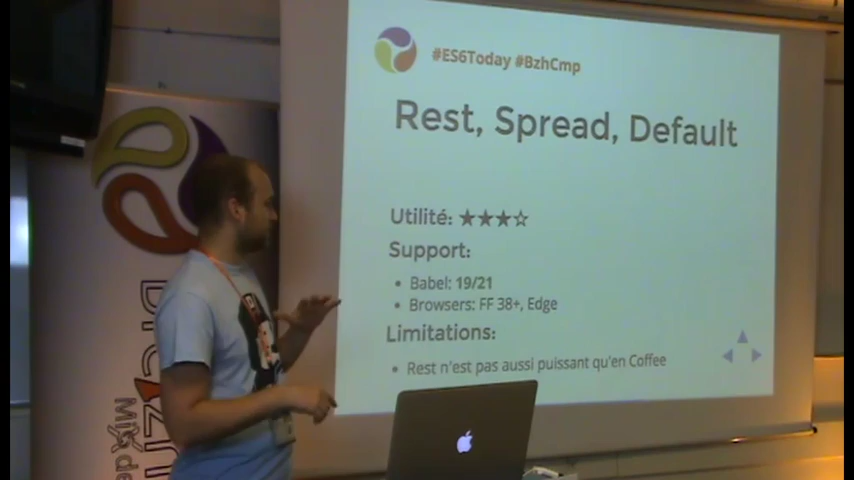 #ES6Today #BzhCmp
Rest, Spread, Default
Utilité: ★★★☆
Support:
• Babel: 19/21
• Browsers: FF 38+, Edge
Limitations:
• Rest n'est pas aussi puissant qu'en Coffee